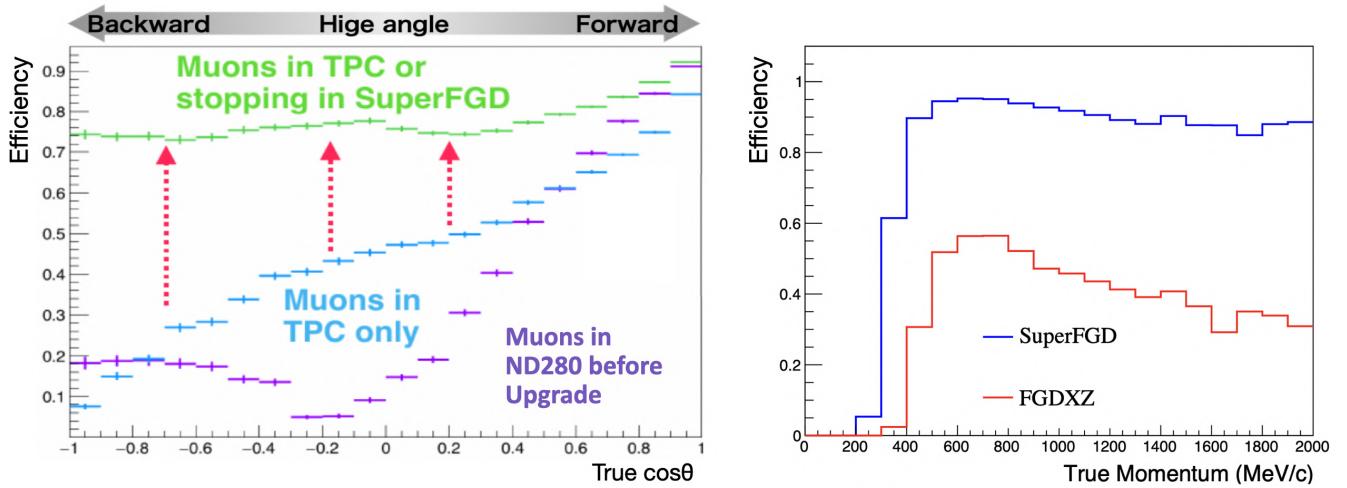 Backward Hige angle Forward
Muons in TPC or
stopping in SuperFGD
Muons in
TPC only
Muons in
ND280 before
Upgrade
Efficiency
0.9
0.8
0.7
0.6
0.5
0.4
0.3
0.2
0.1
−1 −0.8 −0.6 −0.4 −0.2 0 0.2 0.4 0.6 0.8 1
True cosθ
Efficiency
1
0.8
0.6
0.4
0.2
0
SuperFGD
FGDXZ
0 200 400 600 800 1000 1200 1400 1600 1800 2000
True Momentum (MeV/c)